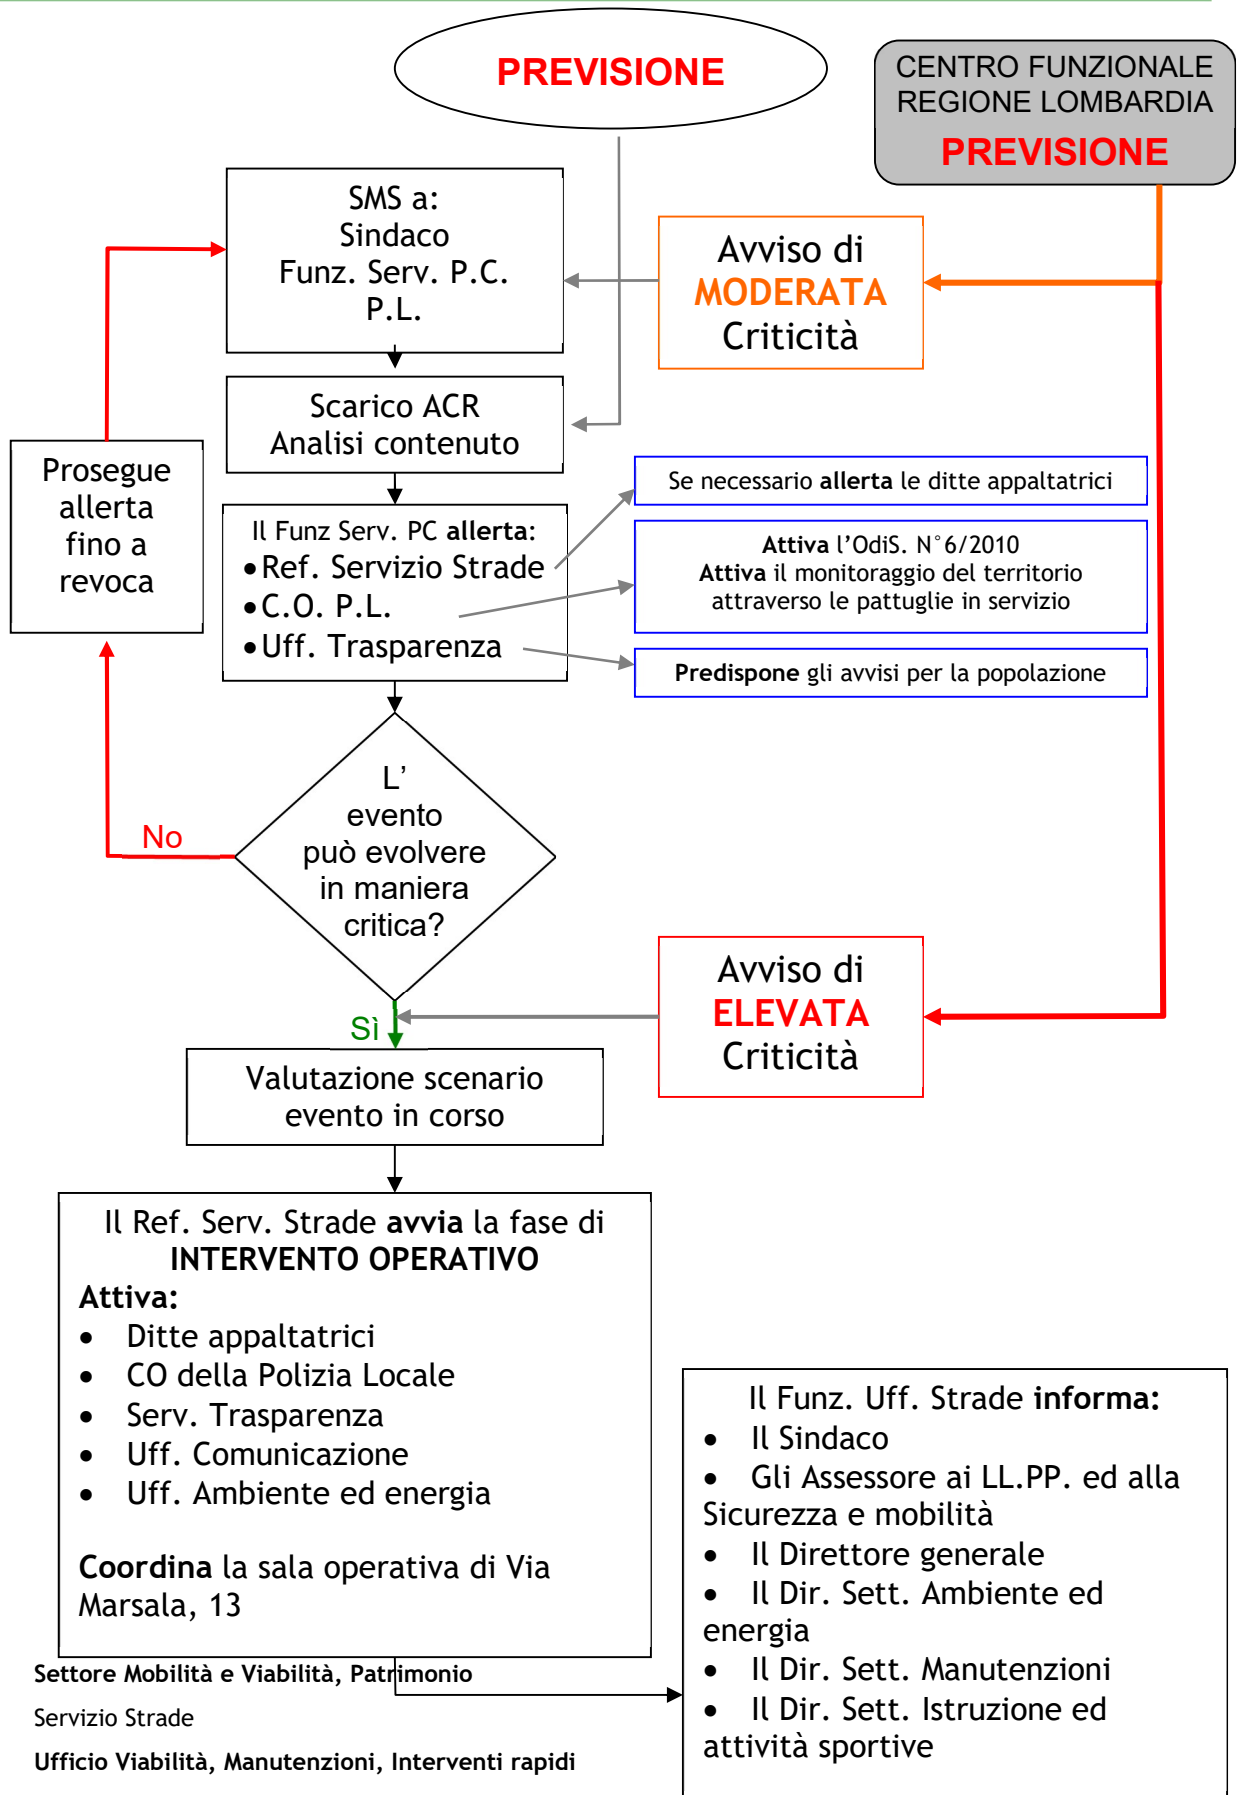 PREVISIONE
CENTRO FUNZIONALE
REGIONE LOMBARDIA
PREVISIONE
SMS a:
Sindaco
Funz. Serv. P.C.
P.L.
Avviso di
MODERATA
Criticità
Scarico ACR
Analisi contenuto
Prosegue
allerta
fino a
revoca
Il Funz Serv. PC allerta:
•Ref. Servizio Strade
•C.O. P.L.
•Uff. Trasparenza
Se necessario allerta le ditte appaltatrici
Attiva l’OdiS. N°6/2010
Attiva il monitoraggio del territorio
attraverso le pattuglie in servizio
Predispone gli avvisi per la popolazione
L’
evento
può evolvere
in maniera
critica?
No
Sì
Avviso di
ELEVATA
Criticità
Valutazione scenario
evento in corso
Il Ref. Serv. Strade avvia la fase di
INTERVENTO OPERATIVO
Attiva:
• Ditte appaltatrici
• CO della Polizia Locale
• Serv. Trasparenza
• Uff. Comunicazione
• Uff. Ambiente ed energia
Coordina la sala operativa di Via
Marsala, 13
Il Funz. Uff. Strade informa:
• Il Sindaco
• Gli Assessore ai LL.PP. ed alla
Sicurezza e mobilità
• Il Direttore generale
• Il Dir. Sett. Ambiente ed
energia
• Il Dir. Sett. Manutenzioni
• Il Dir. Sett. Istruzione ed
attività sportive
Settore Mobilità e Viabilità, Patrimonio
Servizio Strade
Ufficio Viabilità, Manutenzioni, Interventi rapidi